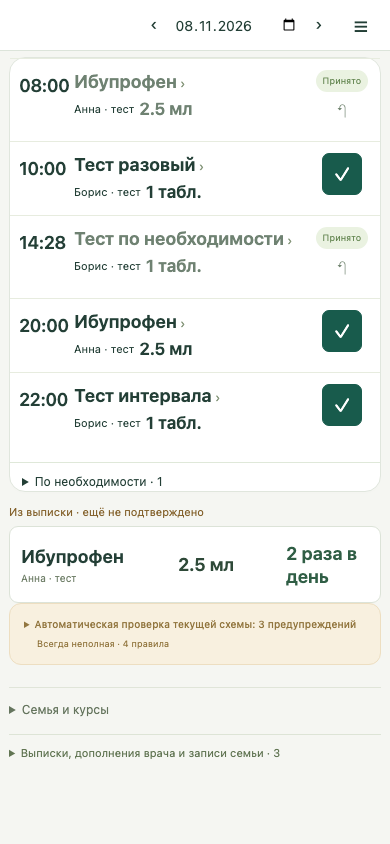 ‹ 08.11.2026 ›
08:00 Ибупрофен › Принято
Анна · тест 2.5 мл
10:00 Тест разовый ›
Борис · тест 1 табл.
14:28 Тест по необходимости › Принято
Борис · тест 1 табл.
20:00 Ибупрофен ›
Анна · тест 2.5 мл
22:00 Тест интервала ›
Борис · тест 1 табл.
▶ По необходимости · 1
Из выписки · ещё не подтверждено
Ибупрофен 2.5 мл 2 раза в
Анна · тест день
▶ Автоматическая проверка текущей схемы: 3 предупреждений
Всегда неполная · 4 правила
▶ Семья и курсы
▶ Выписки, дополнения врача и записи семьи · 3